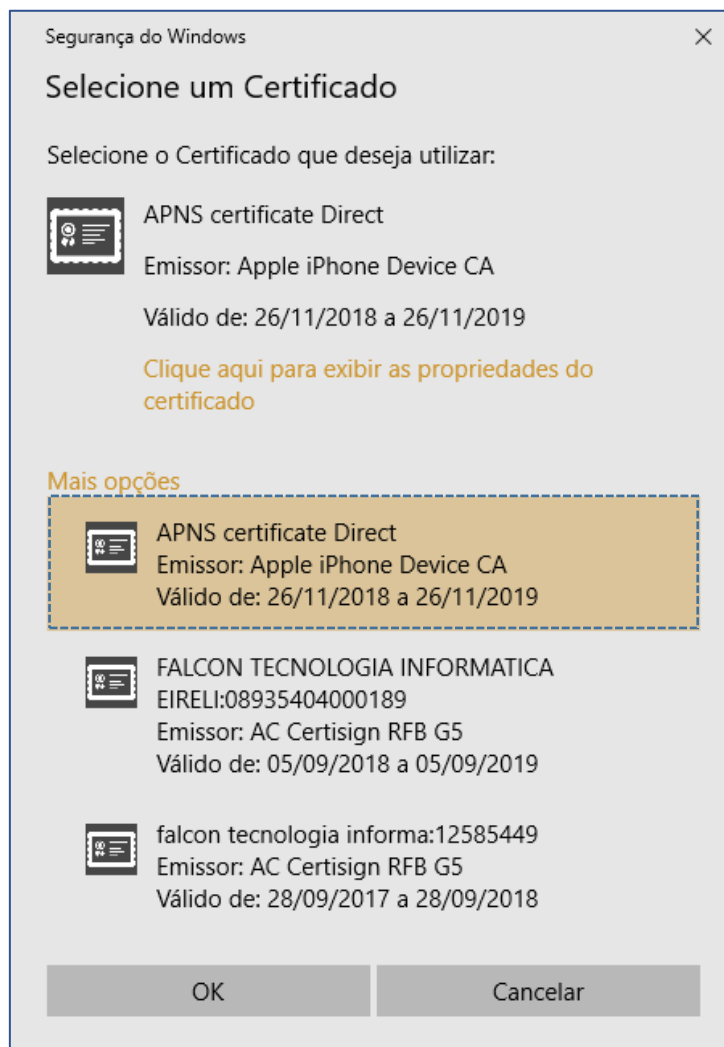 Segurança do Windows
Selecione um Certificado
Selecione o Certificado que deseja utilizar:
APNS certificate Direct
Emissor: Apple iPhone Device CA
Válido de: 26/11/2018 a 26/11/2019
Clique aqui para exibir as propriedades do
certificado
Mais opções
APNS certificate Direct
Emissor: Apple iPhone Device CA
Válido de: 26/11/2018 a 26/11/2019
FALCON TECNOLOGIA INFORMATICA
EIRELI:08935404000189
Emissor: AC Certisign RFB G5
Válido de: 05/09/2018 a 05/09/2019
falcon tecnologia informa:12585449
Emissor: AC Certisign RFB G5
Válido de: 28/09/2017 a 28/09/2018
OK
Cancelar